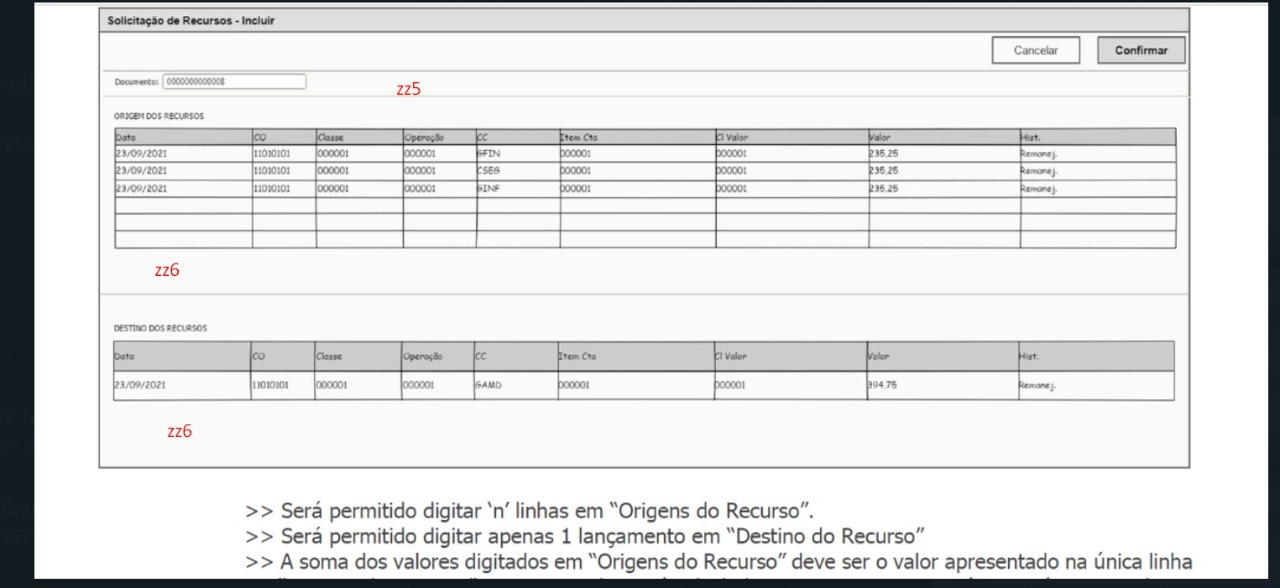 Solicitação de Recursos - Incluir
Cancelar Confirmar
Documento: 0000000000008
zz5
ORIGEM DOS RECURSOS
Data CO Classe Operação CC Item Cta Cl Valor Valor Hist.
23/09/2021 11010101 000001 000001 GFIN 000001 000001 235,25 Remanej.
23/09/2021 11010101 000001 000001 CSEG 000001 000001 235,25 Remanej.
23/09/2021 11010101 000001 000001 GINF 000001 000001 235,25 Remanej.
zz6
DESTINO DOS RECURSOS
Data CO Classe Operação CC Item Cta Cl Valor Valor Hist.
23/09/2021 11010101 000001 000001 GAMD 000001 000001 394,75 Remanej.
zz6
>> Será permitido digitar ‘n’ linhas em “Origens do Recurso”.
>> Será permitido digitar apenas 1 lançamento em “Destino do Recurso”
>> A soma dos valores digitados em “Origens do Recurso” deve ser o valor apresentado na única linha